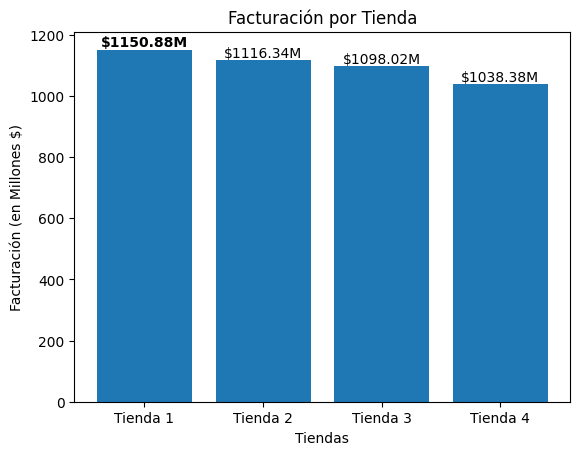 Facturación por Tienda
$1150.88M
$1116.34M
$1098.02M
$1038.38M
1200
1000
800
600
400
200
0
Facturación (en Millones $)
Tienda 1
Tienda 2
Tienda 3
Tienda 4
Tiendas